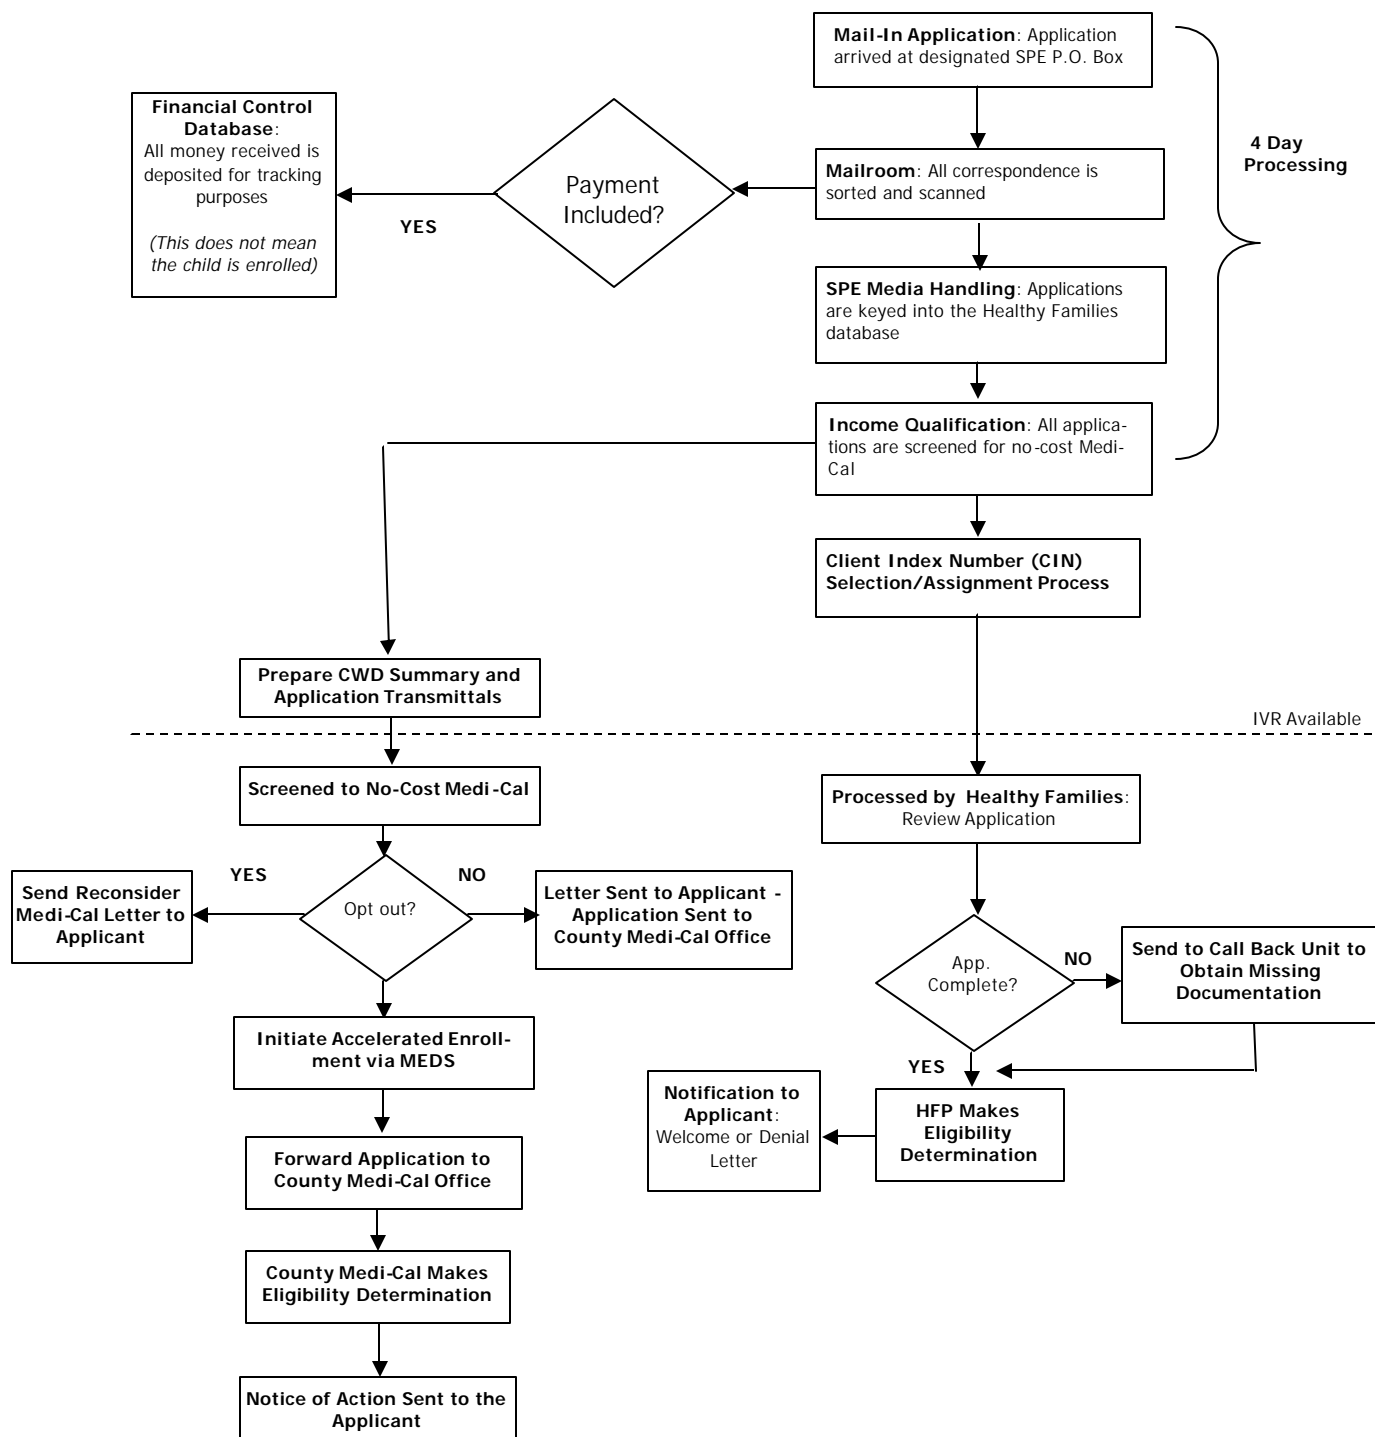 Mail-In Application: Application
arrived at designated SPE P.O. Box
4 Day
Processing
Financial Control
Database:
All money received is
deposited for tracking
purposes
(This does not mean
the child is enrolled)
Payment
Included?
YES
Mailroom: All correspondence is
sorted and scanned
SPE Media Handling: Applications
are keyed into the Healthy Families
database
Income Qualification: All applica-
tions are screened for no-cost Medi-
Cal
Client Index Number (CIN)
Selection/Assignment Process
Prepare CWD Summary and
Application Transmittals
IVR Available
Screened to No-Cost Medi-Cal
Processed by Healthy Families:
Review Application
Send Reconsider
Medi-Cal Letter to
Applicant
YES
Opt out?
NO
Letter Sent to Applicant -
Application Sent to
County Medi-Cal Office
App.
Complete?
NO
Send to Call Back Unit to
Obtain Missing
Documentation
Initiate Accelerated Enroll-
ment via MEDS
YES
Notification to
Applicant:
Welcome or Denial
Letter
HFP Makes
Eligibility
Determination
Forward Application to
County Medi-Cal Office
County Medi-Cal Makes
Eligibility Determination
Notice of Action Sent to the
Applicant